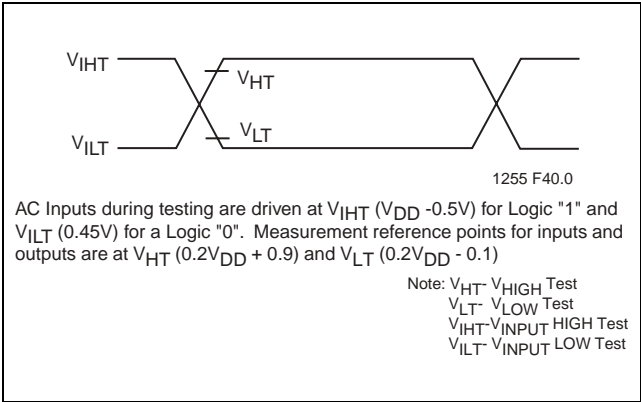 VIHT
VHT
VLT
VILT
1255 F40.0
AC Inputs during testing are driven at VIHT (VDD -0.5V) for Logic "1" and
VILT (0.45V) for a Logic "0". Measurement reference points for inputs and
outputs are at VHT (0.2VDD + 0.9) and VLT (0.2VDD - 0.1)
Note: VHT- VHIGH Test
VLT- VLOW Test
VIHT-VINPUT HIGH Test
VILT- VINPUT LOW Test